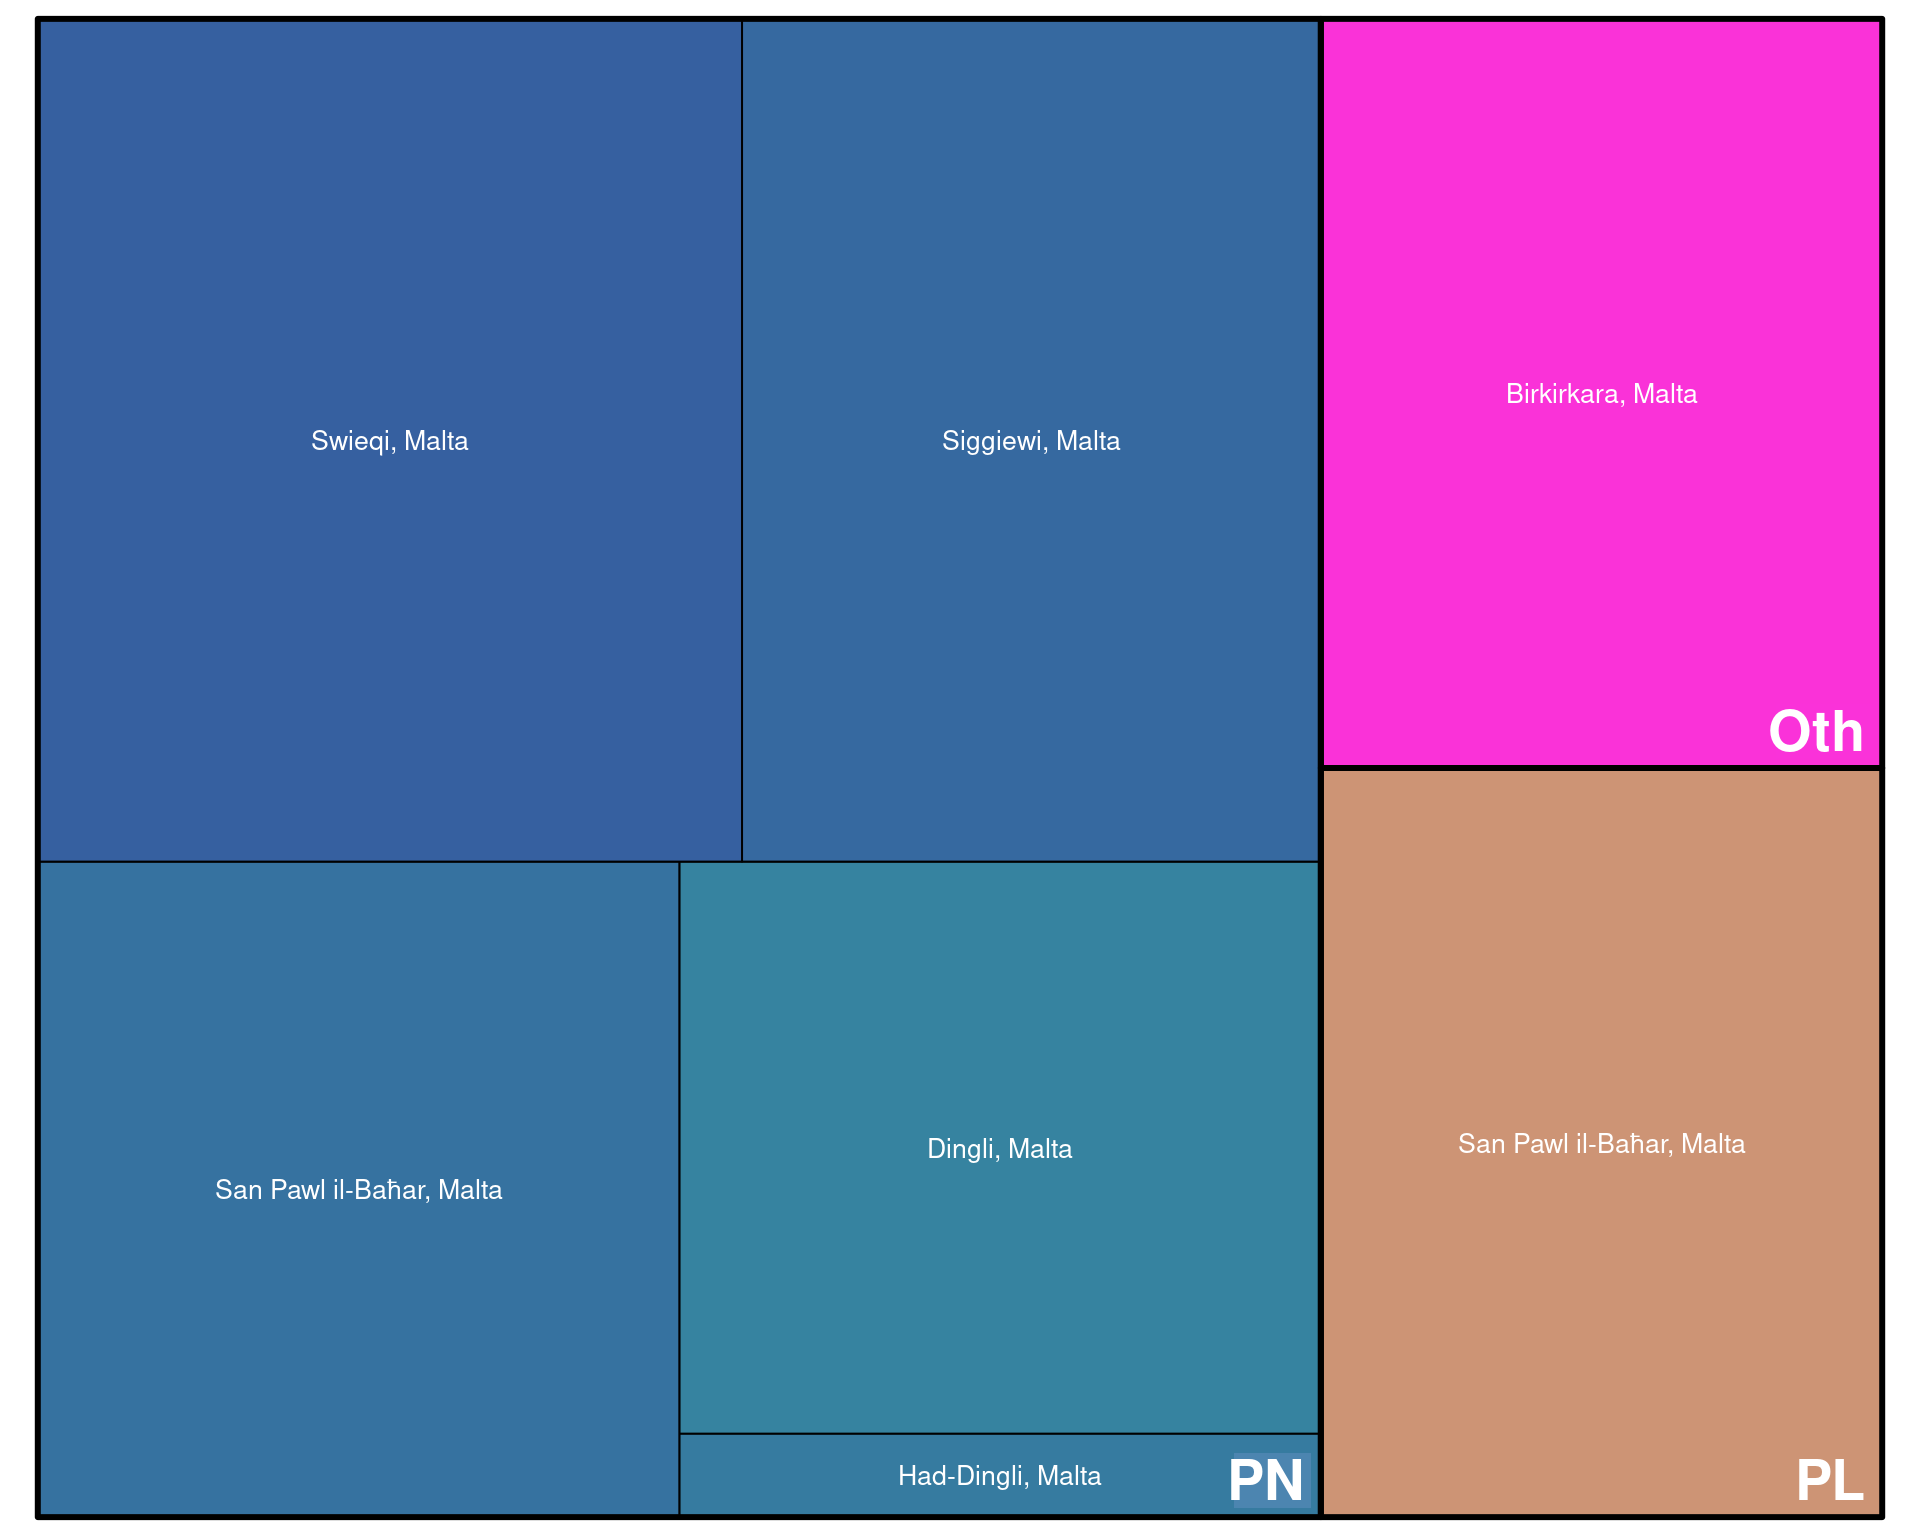 Swieqi, Malta
Siggiewi, Malta
Birkirkara, Malta
Oth
San Pawl il-Baħar, Malta
Dingli, Malta
San Pawl il-Baħar, Malta
Had-Dingli, Malta
PN
PL